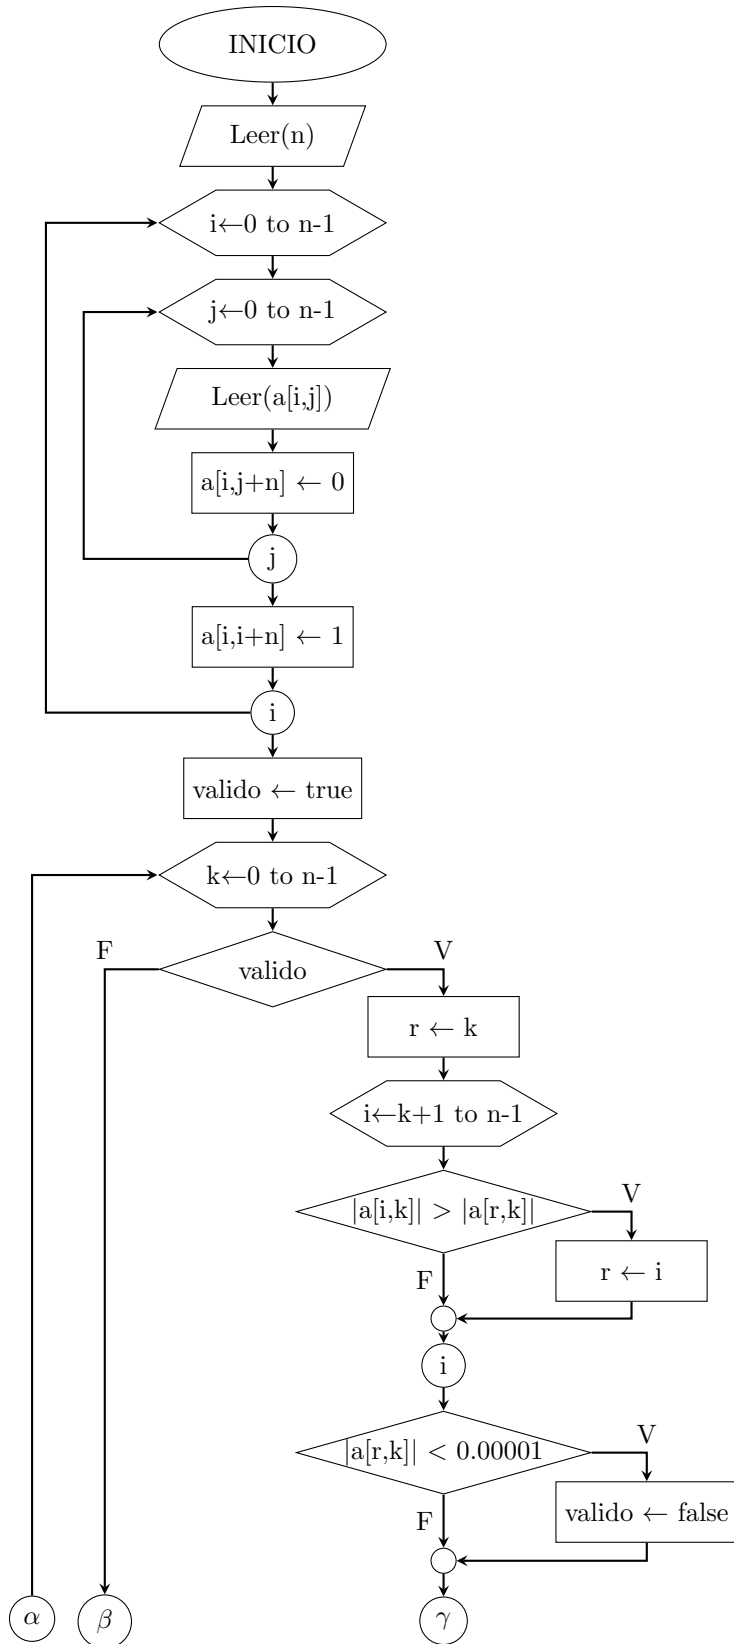 INICIO
Leer(n)
i←0 to n-1
j←0 to n-1
Leer(a[i,j])
a[i,j+n] ← 0
j
a[i,i+n] ← 1
i
valido ← true
k←0 to n-1
F
valido
V
r ← k
i←k+1 to n-1
|a[i,k]| > |a[r,k]|
V
r ← i
F
i
|a[r,k]| < 0.00001
V
valido ← false
F
α
β
γ